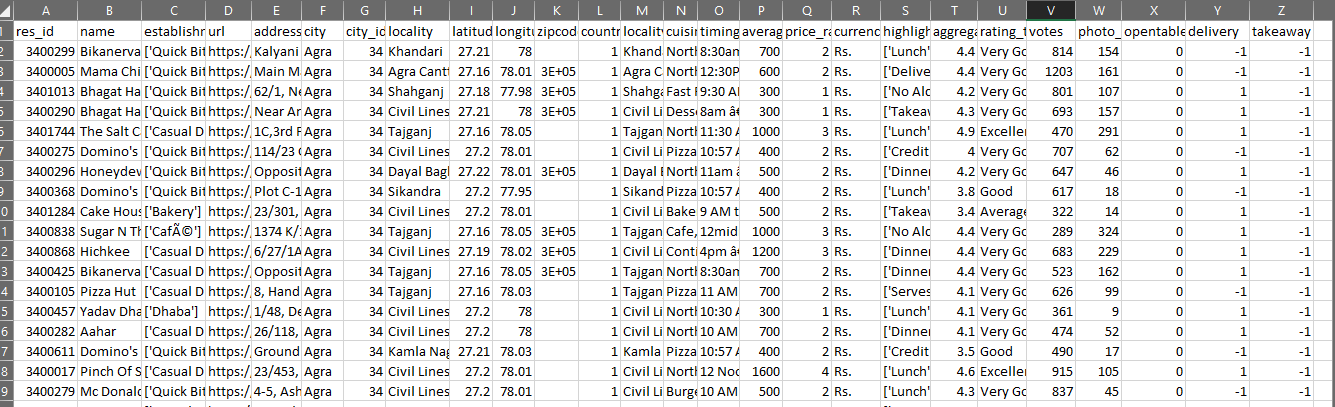 A B C D E F G H I J K L M N O P Q R S T U V W X Y Z
res_id name establishm url address city city_id locality latitud longitu zipcod countr locality cuisin timing averag price_ra currenc highligh aggrega rating_t votes photo_ opentable delivery takeaway
2 3400299 Bikanerva ['Quick Bit https:/ Kalyani Agra 34 Khandari 27.21 78 1 Khand North 8:30am 700 2 Rs. ['Lunch' 4.4 Very Go 814 154 0 -1 -1
3 3400005 Mama Chi ['Quick Bit https:/ Main M Agra 34 Agra Cantt 27.16 78.01 3E+05 1 Agra C North 12:30P 600 2 Rs. ['Delive 4.4 Very Go 1203 161 0 -1 -1
3401013 Bhagat Ha ['Quick Bit https:/ 62/1, Ne Agra 34 Shahganj 27.18 77.98 3E+05 1 Shahga Fast F 9:30 A 300 1 Rs. ['No Alc 4.2 Very Go 801 107 0 1 -1
3400290 Bhagat Ha ['Quick Bit https:/ Near Ar Agra 34 Civil Lines 27.21 78 3E+05 1 Civil Li Desse 8am â€ 300 1 Rs. ['Takeav 4.3 Very Go 693 157 0 1 -1
3401744 The Salt C ['Casual D https:/ 1C,3rd F Agra 34 Tajganj 27.16 78.05 1 Tajgan North 11:30 A 1000 3 Rs. ['Lunch' 4.9 Exceller 470 291 0 1 -1
3400275 Domino's ['Quick Bit https:/ 114/23 Agra 34 Civil Lines 27.2 78.01 1 Civil Li Pizza 10:57 A 400 2 Rs. ['Credit 4 Very Go 707 62 0 -1 -1
3400296 Honeydev ['Quick Bit https:/ Opposit Agra 34 Dayal Bagh 27.22 78.01 3E+05 1 Dayal North 11am 500 2 Rs. ['Dinner 4.2 Very Go 647 46 0 1 -1
3400368 Domino's ['Quick Bit https:/ Plot C-1 Agra 34 Sikandra 27.2 77.95 1 Sikand Pizza 10:57 A 400 2 Rs. ['Lunch' 3.8 Good 617 18 0 -1 -1
3401284 Cake Hous ['Bakery'] https:/ 23/301, Agra 34 Civil Lines 27.2 78.01 1 Civil Li Bake 9 AM t 500 2 Rs. ['Takeav 3.4 Average 322 14 0 1 -1
3400838 Sugar N Th ['CafÃ©'] https:/ 1374 K/ Agra 34 Tajganj 27.16 78.05 3E+05 1 Tajgan Cafe, 12mid 1000 3 Rs. ['No Alc 4.4 Very Go 289 324 0 1 -1
3400868 Hichkee ['Casual D https:/ 6/27/1A Agra 34 Civil Lines 27.19 78.02 3E+05 1 Civil Li Conti 4pm â 1200 3 Rs. ['Dinner 4.4 Very Go 683 229 0 1 -1
3400425 Bikanerva ['Casual D https:/ Opposit Agra 34 Tajganj 27.16 78.05 3E+05 1 Tajgan North 8:30am 700 2 Rs. ['Dinner 4.2 Very Go 523 162 0 1 -1
3400105 Pizza Hut ['Casual D https:/ 8, Hand Agra 34 Tajganj 27.16 78.03 1 Tajgan Pizza 11 AM 700 2 Rs. ['Serves 4.1 Very Go 626 99 0 -1 -1
3400457 Yadav Dha ['Dhaba'] https:/ 1/48, De Agra 34 Civil Lines 27.2 78 1 Civil Li North 10:30 A 300 1 Rs. ['Lunch' 4.1 Very Go 361 9 0 1 -1
3400282 Aahar ['Casual D https:/ 26/118, Agra 34 Civil Lines 27.2 78 1 Civil Li North 10 AM 700 2 Rs. ['Dinner 4.1 Very Go 474 52 0 1 -1
3400611 Domino's ['Quick Bit https:/ Ground Agra 34 Kamla Nag 27.21 78.03 1 Kamla Pizza 10:57 A 400 2 Rs. ['Credit 3.5 Good 490 17 0 -1 -1
3400017 Pinch Of S ['Casual D https:/ 23/453, Agra 34 Civil Lines 27.2 78.01 1 Civil Li North 12 Noo 1600 4 Rs. ['Lunch' 4.6 Exceller 915 105 0 1 -1
3400279 Mc Donald ['Quick Bit https:/ 4-5, Ash Agra 34 Civil Lines 27.2 78.01 1 Civil Li Burge 10 AM 500 2 Rs. ['Lunch' 4.3 Very Go 837 45 0 -1 -1